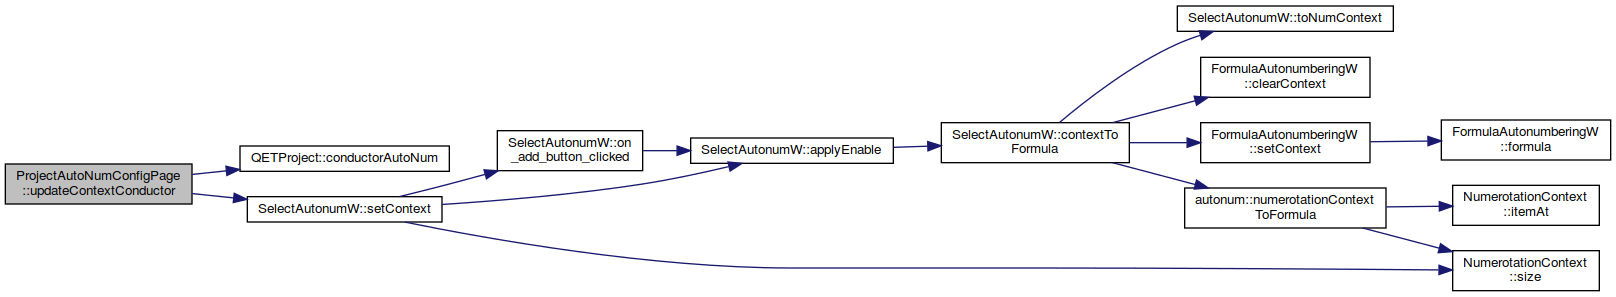 ProjectAutoNumConfigPage
::updateContextConductor
QETProject::conductorAutoNum
SelectAutonumW::setContext
SelectAutonumW::on
_add_button_clicked
SelectAutonumW::applyEnable
SelectAutonumW::contextTo
Formula
SelectAutonumW::toNumContext
FormulaAutonumberingW
::clearContext
FormulaAutonumberingW
::setContext
FormulaAutonumberingW
::formula
autonum::numerotationContext
ToFormula
NumerotationContext
::itemAt
NumerotationContext
::size